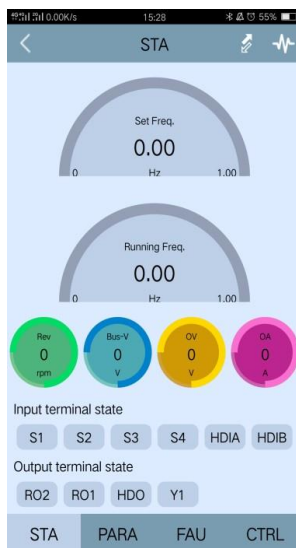 0.00K/s 15:28 55%
STA
Set Freq.
0.00
0 Hz 1.00
Running Freq.
0.00
0 Hz 1.00
Rev Bus-V OV OA
0 0 0 0
rpm V V A
Input terminal state
S1 S2 S3 S4 HDIA HDIB
Output terminal state
RO2 RO1 HDO Y1
STA PARA FAU CTRL